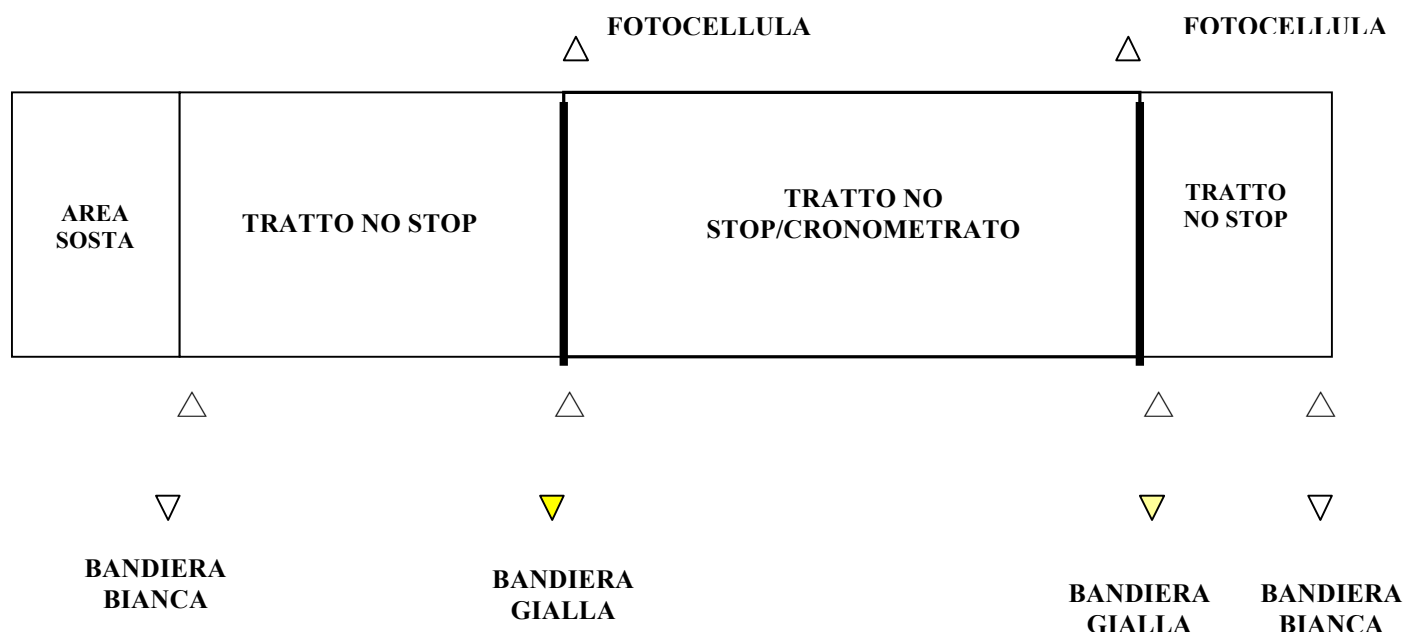 FOTOCELLULA
FOTOCELLULA
AREA
SOSTA
TRATTO NO STOP
TRATTO NO
STOP/CRONOMETRATO
TRATTO
NO STOP
BANDIERA
BIANCA
BANDIERA
GIALLA
BANDIERA
GIALLA
BANDIERA
BIANCA